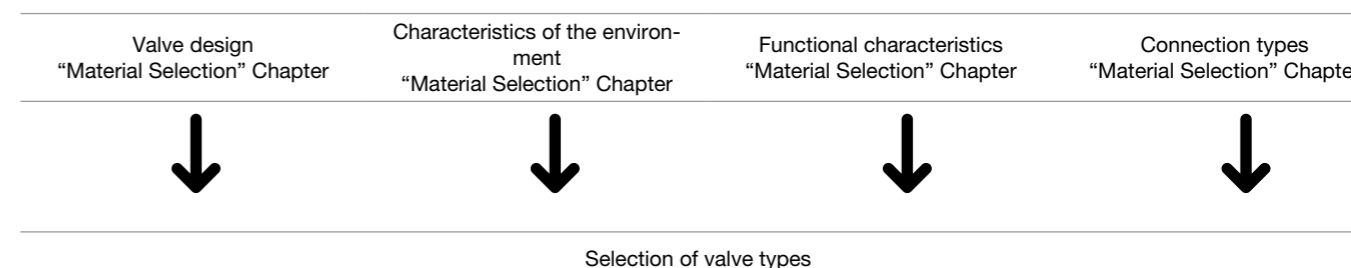 Valve design
“Material Selection” Chapter
Characteristics of the environ-
ment
“Material Selection” Chapter
Functional characteristics
“Material Selection” Chapter
Connection types
“Material Selection” Chapte
Selection of valve types